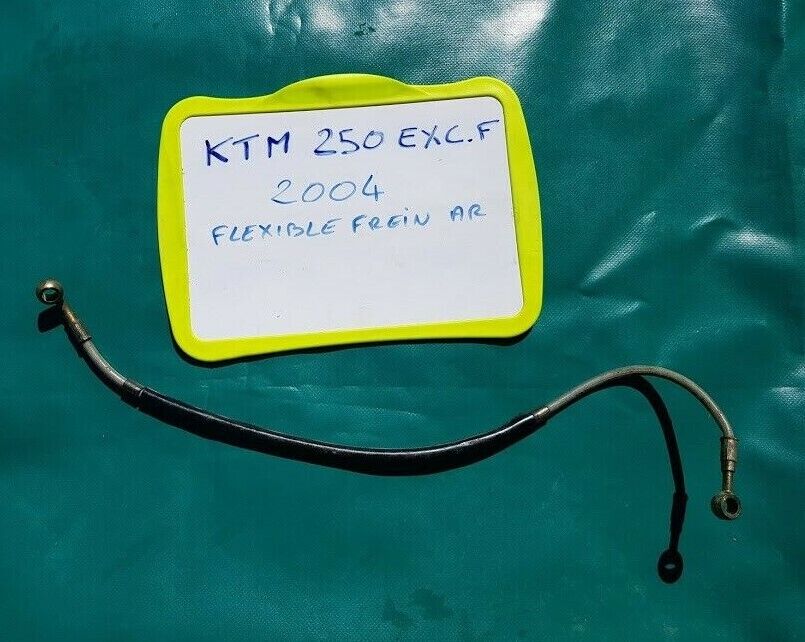 KTM 250 EXC.F
2004
FLEXIBLE FREIN AR